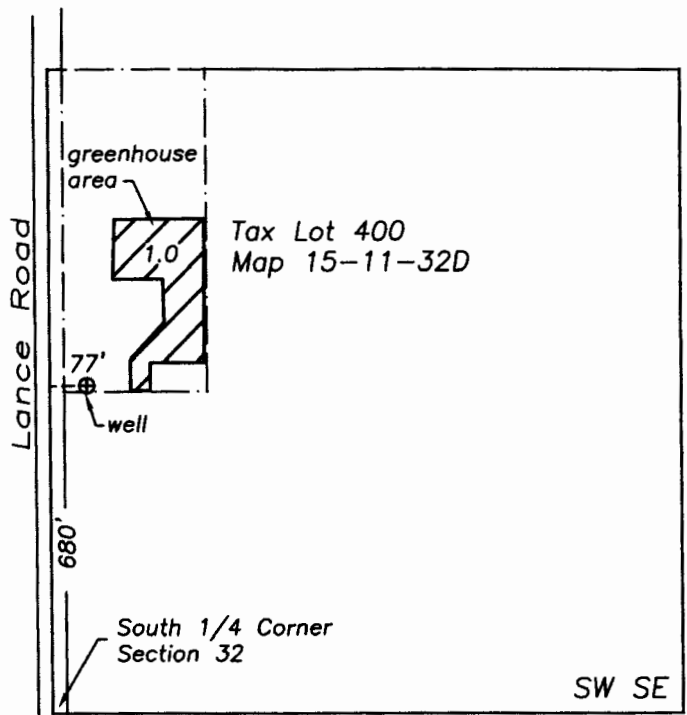 greenhouse
area
1.0
Tax Lot 400
Map 15-11-32D
Lance Road
77'
well
680'
South 1/4 Corner
Section 32
SW SE